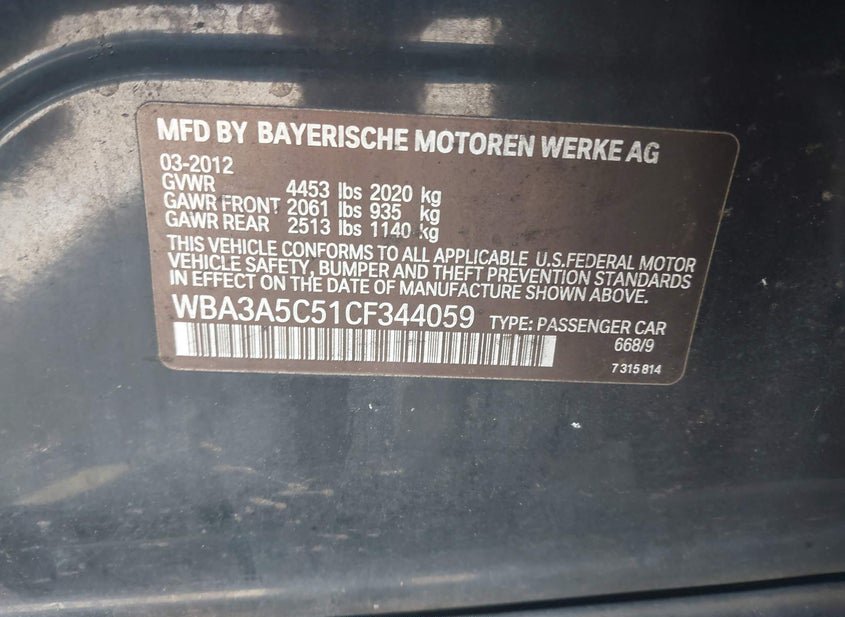 MFD BY BAYERISCHE MOTOREN WERKE AG
03-2012
GVWR 4453 lbs 2020 kg
GAWR FRONT 2061 lbs 935 kg
GAWR REAR 2513 lbs 1140 kg
THIS VEHICLE CONFORMS TO ALL APPLICABLE U.S.FEDERAL MOTOR
VEHICLE SAFETY, BUMPER AND THEFT PREVENTION STANDARDS
IN EFFECT ON THE DATE OF MANUFACTURE SHOWN ABOVE.
WBA3A5C51CF344059 TYPE: PASSENGER CAR
668/9
7 315 814